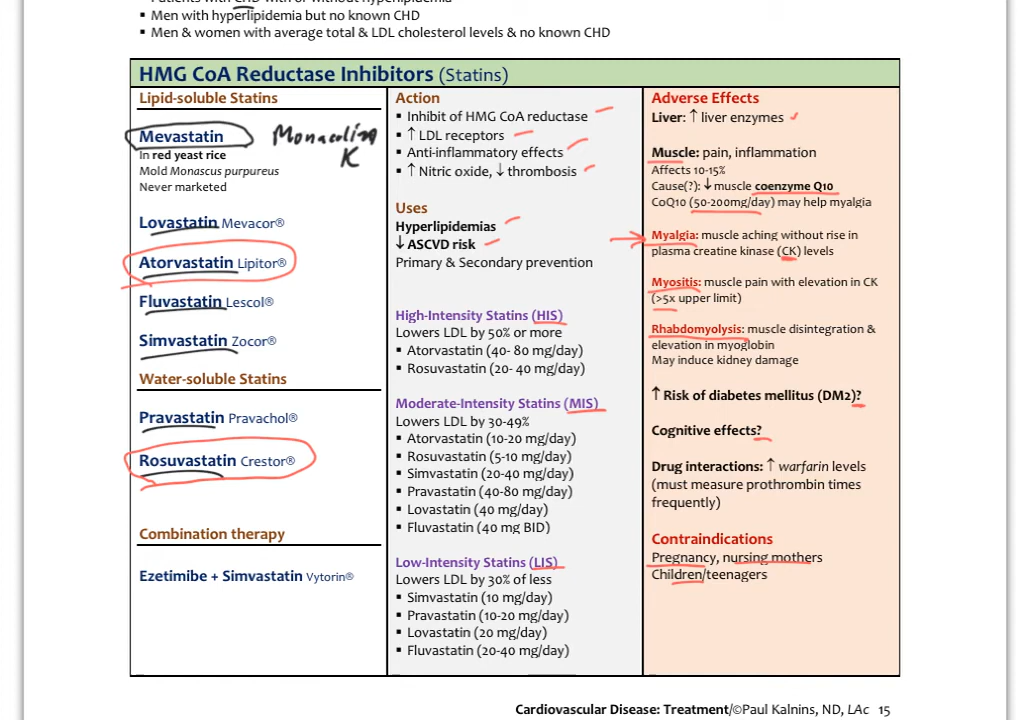 Men with hyperlipidemia but no known CHD
▪ Men & women with average total & LDL cholesterol levels & no known CHD
HMG CoA Reductase Inhibitors (Statins)
Lipid-soluble Statins
Mevastatin
Monacolin
K
In red yeast rice
Mold Monascus purpureus
Never marketed
Lovastatin Mevacor®
Atorvastatin Lipitor®
Fluvastatin Lescol®
Simvastatin Zocor®
Water-soluble Statins
Pravastatin Pravachol®
Rosuvastatin Crestor®
Combination therapy
Ezetimibe + Simvastatin Vytorin®
Action
▪ Inhibit of HMG CoA reductase
▪ ↑ LDL receptors
▪ Anti-inflammatory effects
▪ ↑ Nitric oxide, ↓ thrombosis
Uses
Hyperlipidemias
↓ ASCVD risk
Primary & Secondary prevention
High-Intensity Statins (HIS)
Lowers LDL by 50% or more
▪ Atorvastatin (40- 80 mg/day)
▪ Rosuvastatin (20- 40 mg/day)
Moderate-Intensity Statins (MIS)
Lowers LDL by 30-49%
▪ Atorvastatin (10-20 mg/day)
▪ Rosuvastatin (5-10 mg/day)
▪ Simvastatin (20-40 mg/day)
▪ Pravastatin (40-80 mg/day)
▪ Lovastatin (40 mg/day)
▪ Fluvastatin (40 mg BID)
Low-Intensity Statins (LIS)
Lowers LDL by 30% of less
▪ Simvastatin (10 mg/day)
▪ Pravastatin (10-20 mg/day)
▪ Lovastatin (20 mg/day)
▪ Fluvastatin (20-40 mg/day)
Adverse Effects
Liver: ↑ liver enzymes
Muscle: pain, inflammation
Affects 10-15%
Cause(?): ↓ muscle coenzyme Q10
CoQ10 (50-200mg/day) may help myalgia
Myalgia: muscle aching without rise in
plasma creatine kinase (CK) levels
Myositis: muscle pain with elevation in CK
(>5x upper limit)
Rhabdomyolysis: muscle disintegration &
elevation in myoglobin
May induce kidney damage
↑ Risk of diabetes mellitus (DM2)?
Cognitive effects?
Drug interactions: ↑ warfarin levels
(must measure prothrombin times
frequently)
Contraindications
Pregnancy, nursing mothers
Children/teenagers
Cardiovascular Disease: Treatment/©Paul Kalnins, ND, LAc 15